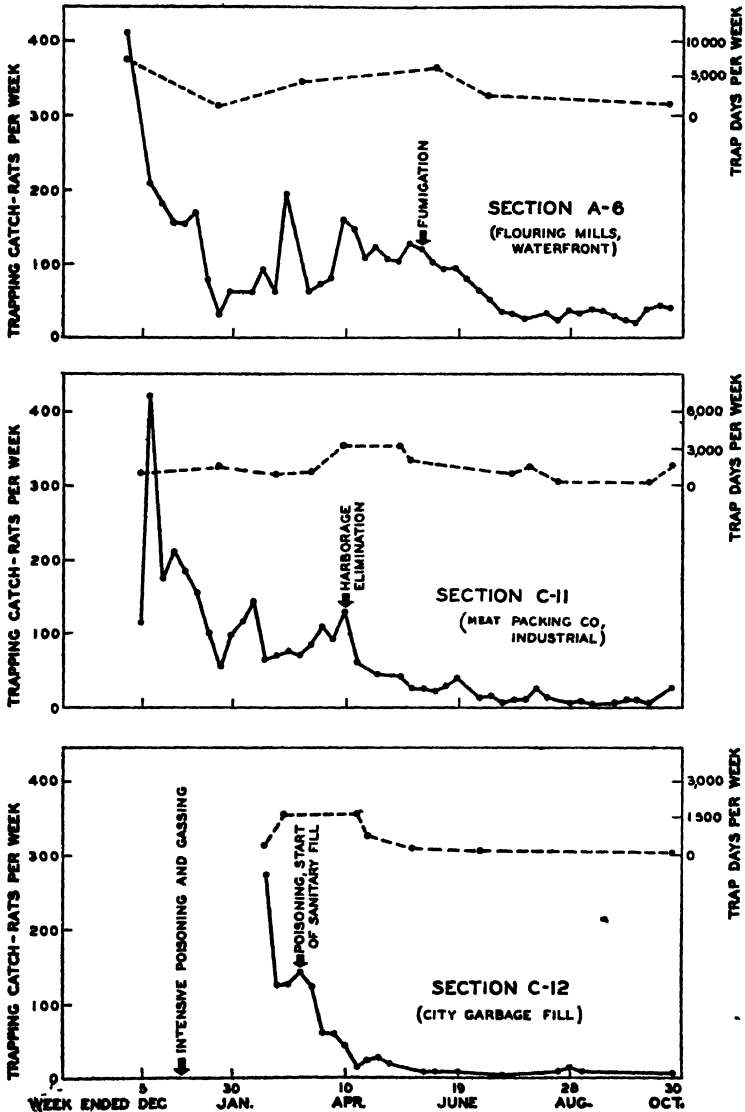 TRAPPING CATCH-RATS PER WEEK
400
300
200
100
0
10000
5,000
0
TRAP DAYS PER WEEK
FUMIGATION
SECTION A-6
(FLOURING MILLS,
WATERFRONT)
TRAPPING CATCH-RATS PER WEEK
400
300
200
100
0
6,000
3,000
0
TRAP DAYS PER WEEK
HARBORAGE
ELIMINATION
SECTION C-11
(MEAT PACKING CO,
INDUSTRIAL)
TRAPPING CATCH-RATS PER WEEK
400
300
200
100
0
3,000
1500
0
TRAP DAYS PER WEEK
INTENSIVE POISONING AND GASSING
POISONING, START
OF SANITARY FILL
SECTION C-12
(CITY GARBAGE FILL)
5 30 10 19 28 30
WEEK ENDED DEC JAN. APR. JUNE AUG. OCT.